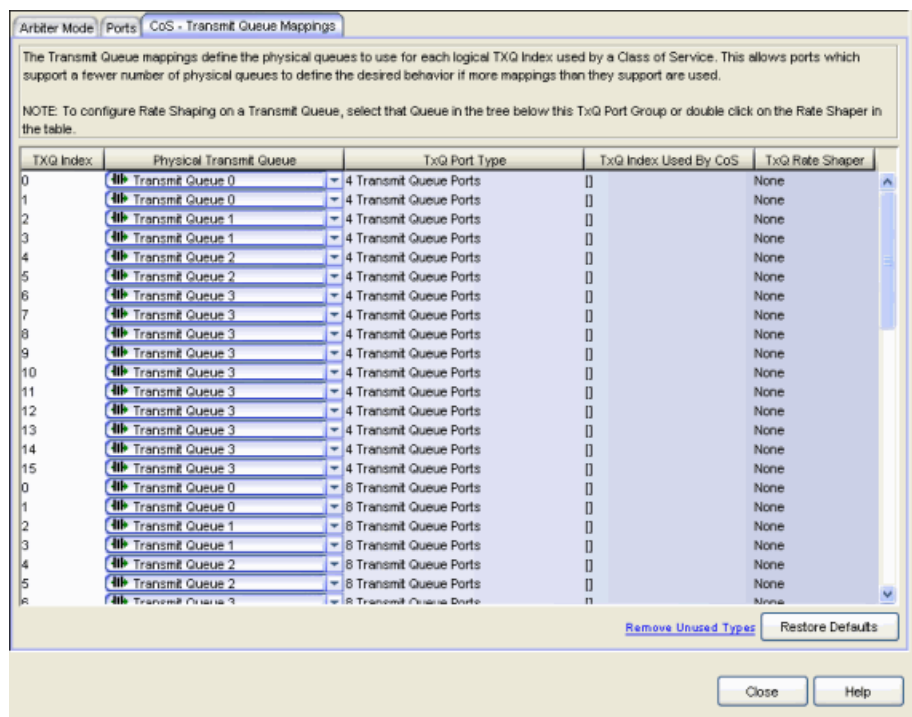 Arbiter Mode Ports CoS - Transmit Queue Mappings
The Transmit Queue mappings define the physical queues to use for each logical TXQ Index used by a Class of Service. This allows ports which
support a fewer number of physical queues to define the desired behavior if more mappings than they support are used.
NOTE: To configure Rate Shaping on a Transmit Queue, select that Queue in the tree below this TxQ Port Group or double click on the Rate Shaper in
the table.
TXQ Index Physical Transmit Queue TxQ Port Type TxQ Index Used By CoS TxQ Rate Shaper
0 Transmit Queue 0 4 Transmit Queue Ports [] None
1 Transmit Queue 0 4 Transmit Queue Ports [] None
2 Transmit Queue 1 4 Transmit Queue Ports [] None
3 Transmit Queue 1 4 Transmit Queue Ports [] None
4 Transmit Queue 2 4 Transmit Queue Ports [] None
5 Transmit Queue 2 4 Transmit Queue Ports [] None
6 Transmit Queue 3 4 Transmit Queue Ports [] None
7 Transmit Queue 3 4 Transmit Queue Ports [] None
8 Transmit Queue 3 4 Transmit Queue Ports [] None
9 Transmit Queue 3 4 Transmit Queue Ports [] None
10 Transmit Queue 3 4 Transmit Queue Ports [] None
11 Transmit Queue 3 4 Transmit Queue Ports [] None
12 Transmit Queue 3 4 Transmit Queue Ports [] None
13 Transmit Queue 3 4 Transmit Queue Ports [] None
14 Transmit Queue 3 4 Transmit Queue Ports [] None
15 Transmit Queue 3 4 Transmit Queue Ports [] None
0 Transmit Queue 0 8 Transmit Queue Ports [] None
1 Transmit Queue 0 8 Transmit Queue Ports [] None
2 Transmit Queue 1 8 Transmit Queue Ports [] None
3 Transmit Queue 1 8 Transmit Queue Ports [] None
4 Transmit Queue 2 8 Transmit Queue Ports [] None
5 Transmit Queue 2 8 Transmit Queue Ports [] None
6 Transmit Queue 3 8 Transmit Queue Ports [] None
Remove Unused Types Restore Defaults
Close Help